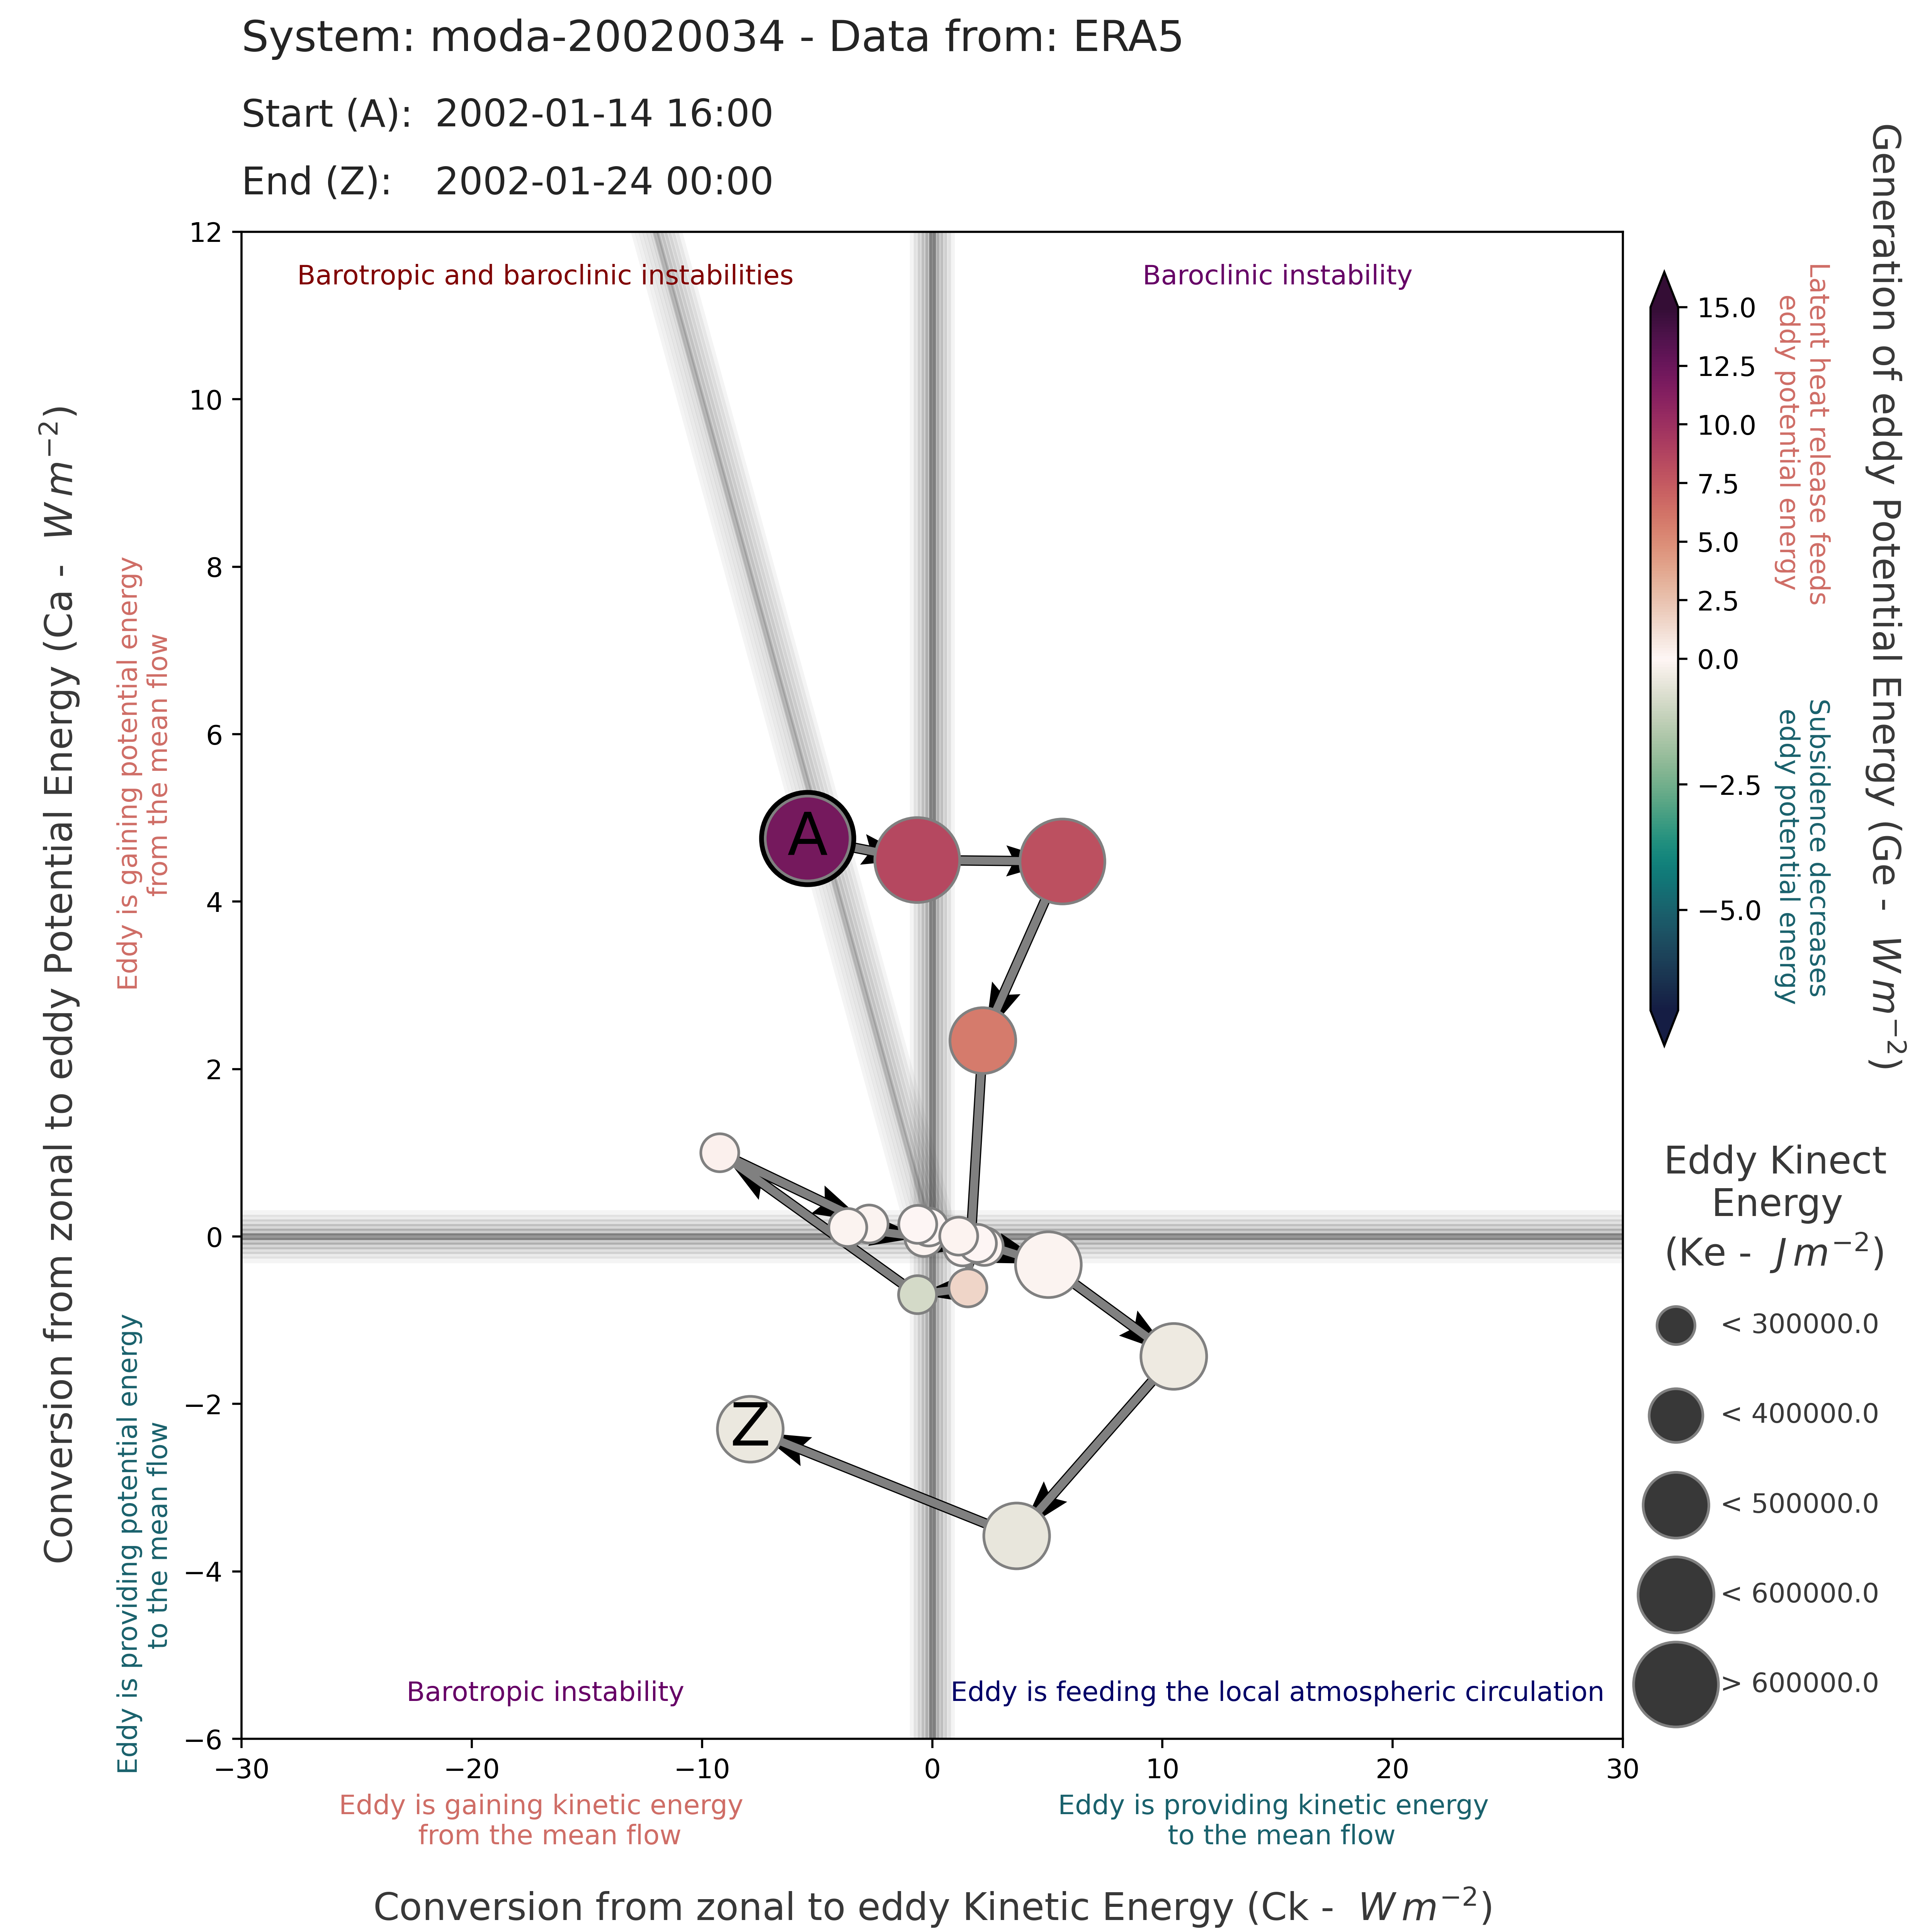 System: moda-20020034 - Data from: ERA5
Start (A): 2002-01-14 16:00
End (Z): 2002-01-24 00:00
Barotropic and baroclinic instabilities
Baroclinic instability
Barotropic instability
Eddy is feeding the local atmospheric circulation
A
Z
12
10
8
6
4
2
0
−2
−4
−6
−30
−20
−10
0
10
20
30
Conversion from zonal to eddy Potential Energy (Ca - W m⁻²)
Eddy is gaining potential energy
from the mean flow
Eddy is providing potential energy
to the mean flow
Eddy is gaining kinetic energy
from the mean flow
Eddy is providing kinetic energy
to the mean flow
Conversion from zonal to eddy Kinetic Energy (Ck - W m⁻²)
15.0
12.5
10.0
7.5
5.0
2.5
0.0
−2.5
−5.0
Latent heat release feeds
eddy potential energy
Subsidence decreases
eddy potential energy
Generation of eddy Potential Energy (Ge - W m⁻²)
Eddy Kinect
Energy
(Ke - J m⁻²)
< 300000.0
< 400000.0
< 500000.0
< 600000.0
> 600000.0